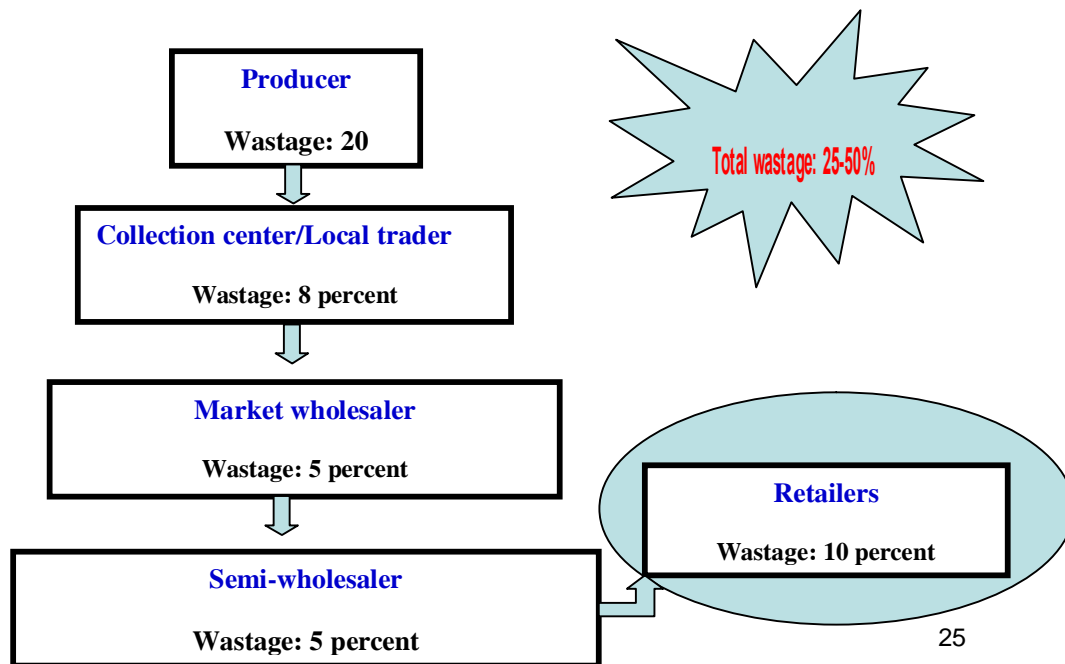 Producer
Wastage: 20
Total wastage: 25-50%
Collection center/Local trader
Wastage: 8 percent
Market wholesaler
Wastage: 5 percent
Retailers
Wastage: 10 percent
Semi-wholesaler
Wastage: 5 percent
25